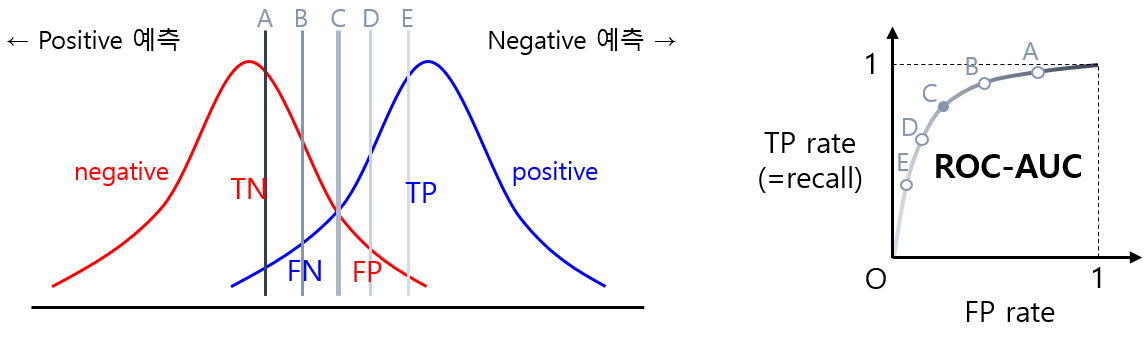 A B C D E
← Positive 예측
Negative 예측 →
negative
TN
TP
positive
FN
FP
1
A
B
C
D
E
TP rate
(=recall)
ROC-AUC
O
1
FP rate